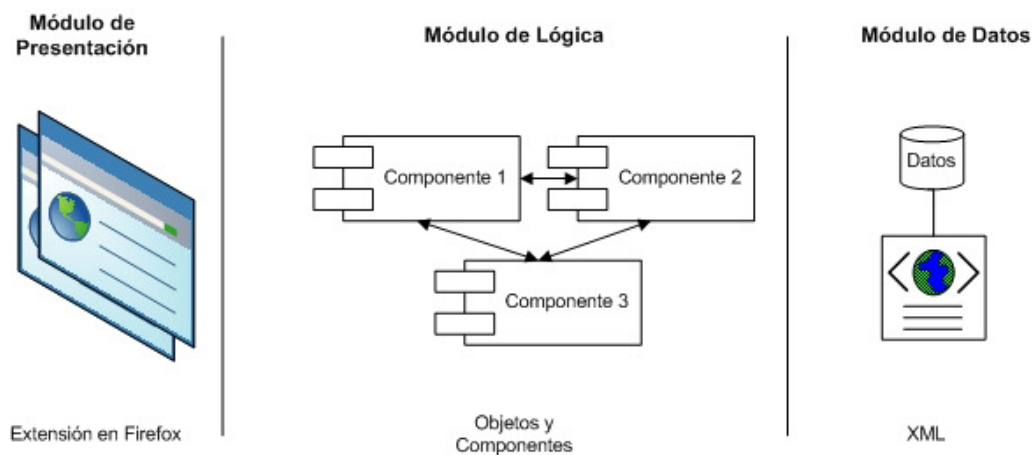 Módulo de
Presentación
Módulo de Lógica
Módulo de Datos
Componente 1
Componente 2
Componente 3
Datos
Extensión en Firefox
Objetos y
Componentes
XML